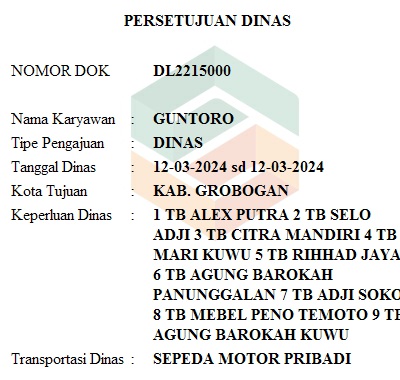 PERSETUJUAN DINAS
NOMOR DOK DL2215000
Nama Karyawan : GUNTORO
Tipe Pengajuan : DINAS
Tanggal Dinas : 12-03-2024 sd 12-03-2024
Kota Tujuan : KAB. GROBOGAN
Keperluan Dinas : 1 TB ALEX PUTRA 2 TB SELO
ADJI 3 TB CITRA MANDIRI 4 TB
MARI KUWU 5 TB RIHHAD JAYA
6 TB AGUNG BAROKAH
PANUNGGALAN 7 TB ADJI SOKO
8 TB MEBEL PENO TEMOTO 9 TB
AGUNG BAROKAH KUWU
Transportasi Dinas : SEPEDA MOTOR PRIBADI